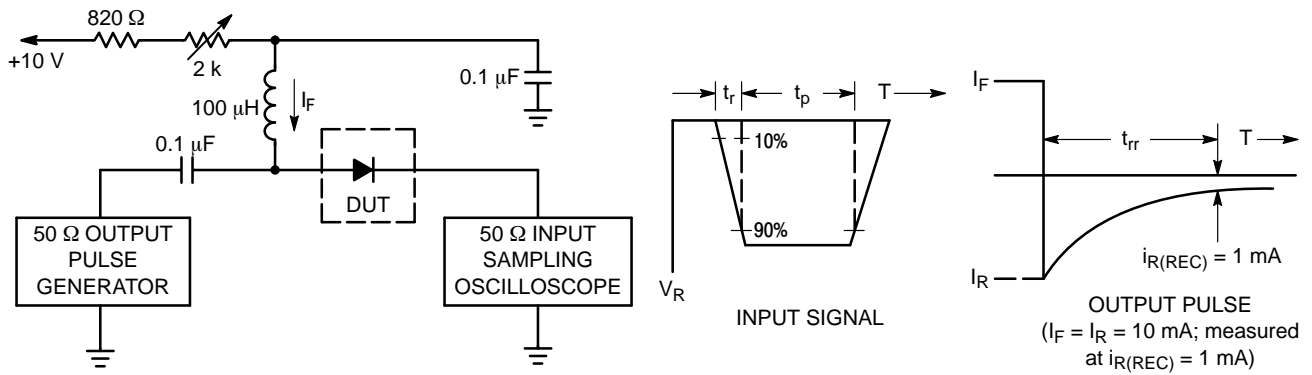 820 Ω
+10 V
2 k
0.1 μF
100 μH
I_F
0.1 μF
DUT
50 Ω OUTPUT
PULSE
GENERATOR
50 Ω INPUT
SAMPLING
OSCILLOSCOPE
t_r
t_p
T
10%
90%
V_R
INPUT SIGNAL
I_F
t_rr
T
i_R(REC) = 1 mA
I_R
OUTPUT PULSE
(I_F = I_R = 10 mA; measured
at i_R(REC) = 1 mA)